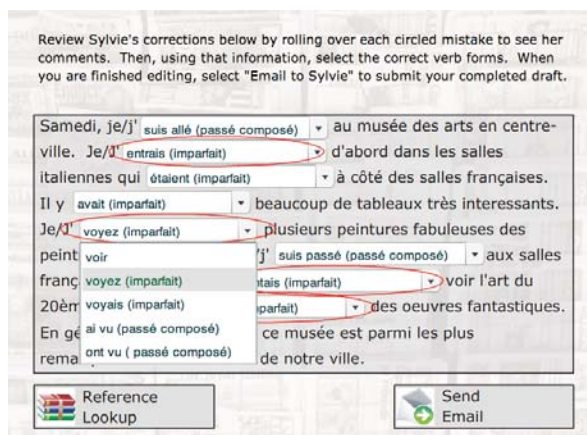 Review Sylvie's corrections below by rolling over each circled mistake to see her
comments. Then, using that information, select the correct verb forms. When
you are finished editing, select "Email to Sylvie" to submit your completed draft.
Samedi, je/j' suis allé (passé composé) au musée des arts en centre-
ville. Je/J' entrais (imparfait) d'abord dans les salles
italiennes qui étaient (imparfait) à côté des salles françaises.
Il y avait (imparfait) beaucoup de tableaux très interessants.
Je/J' voyez (imparfait) plusieurs peintures fabuleuses des
peint 'j' suis passé (passé composé) aux salles
franç tais (imparfait) voir l'art du
20èm parfait) des oeuvres fantastiques.
En gé ce musée est parmi les plus
rema de notre ville.
voir
voyez (imparfait)
voyais (imparfait)
ai vu (passé composé)
ont vu ( passé composé)
Reference
Lookup
Send
Email